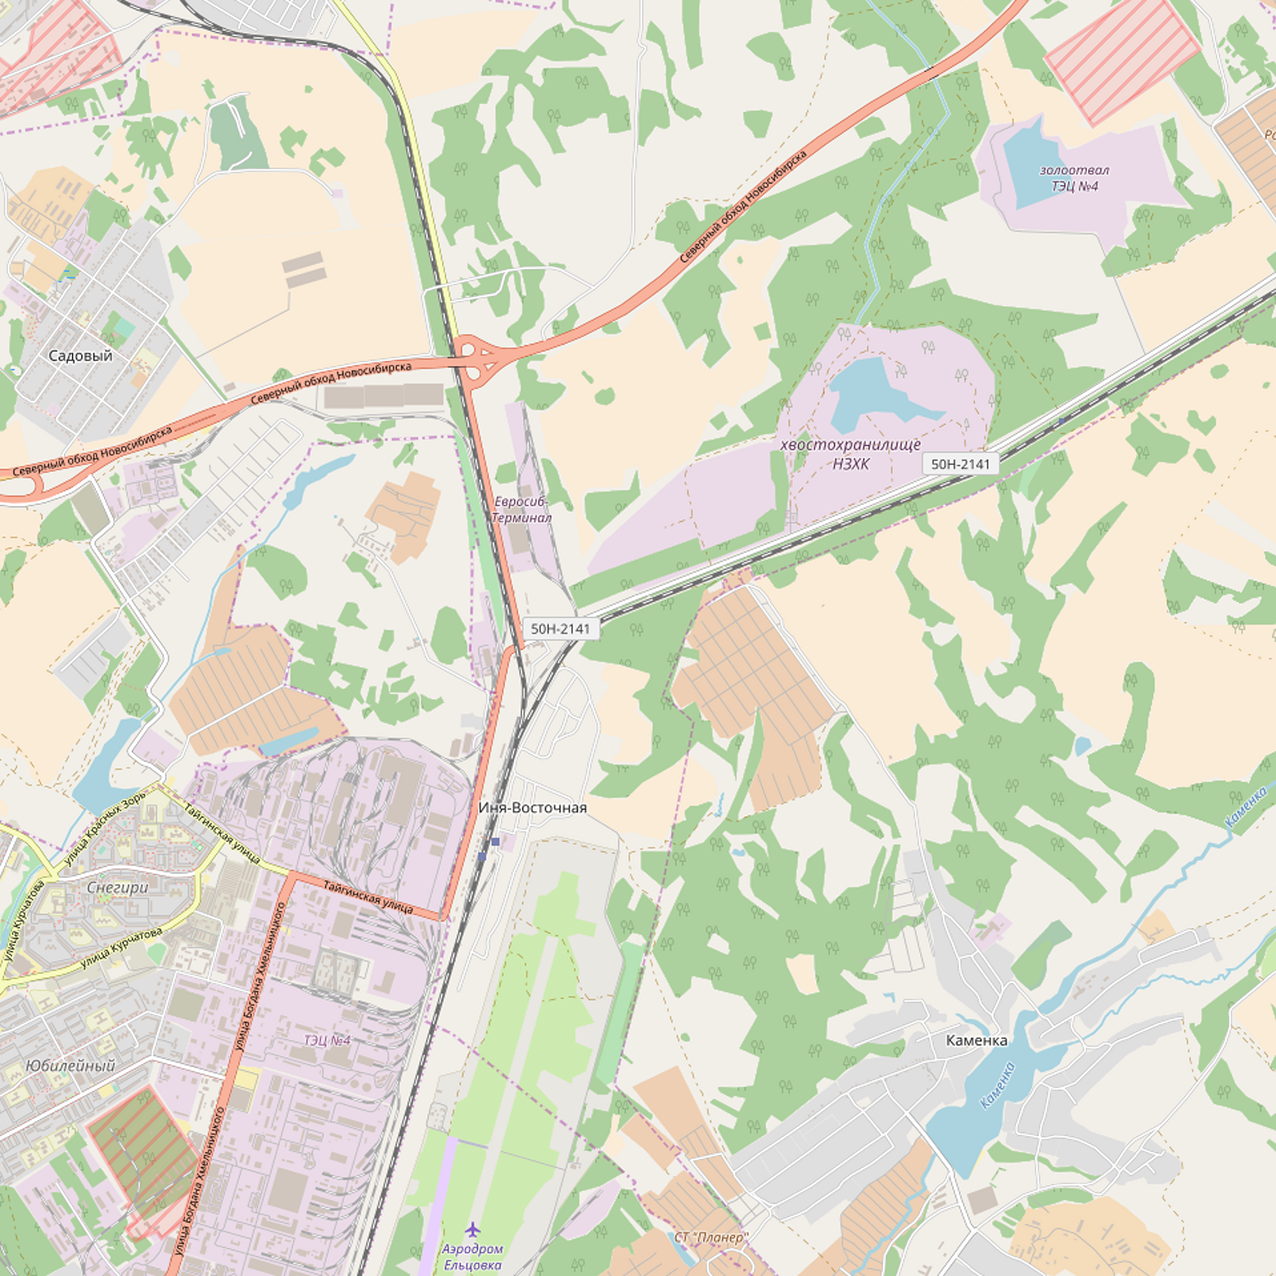 золоотвал
ТЭЦ №4
Северный обход Новосибирска
Садовый
Северный обход Новосибирска
Северный обход Новосибирска
хвостохранилище
НЗХК
50Н-2141
Евросиб-
Терминал
50Н-2141
Каменка
Иня-Восточная
улица Красных Зорь
Тайгинская улица
Снегири
Тайгинская улица
улица Курчатова
улица Курчатова
улица Богдана Хмельницкого
ТЭЦ №4
Каменка
Юбилейный
Каменка
улица Богдана Хмельницкого
СТ "Планер
Аэродром
Ельцовка